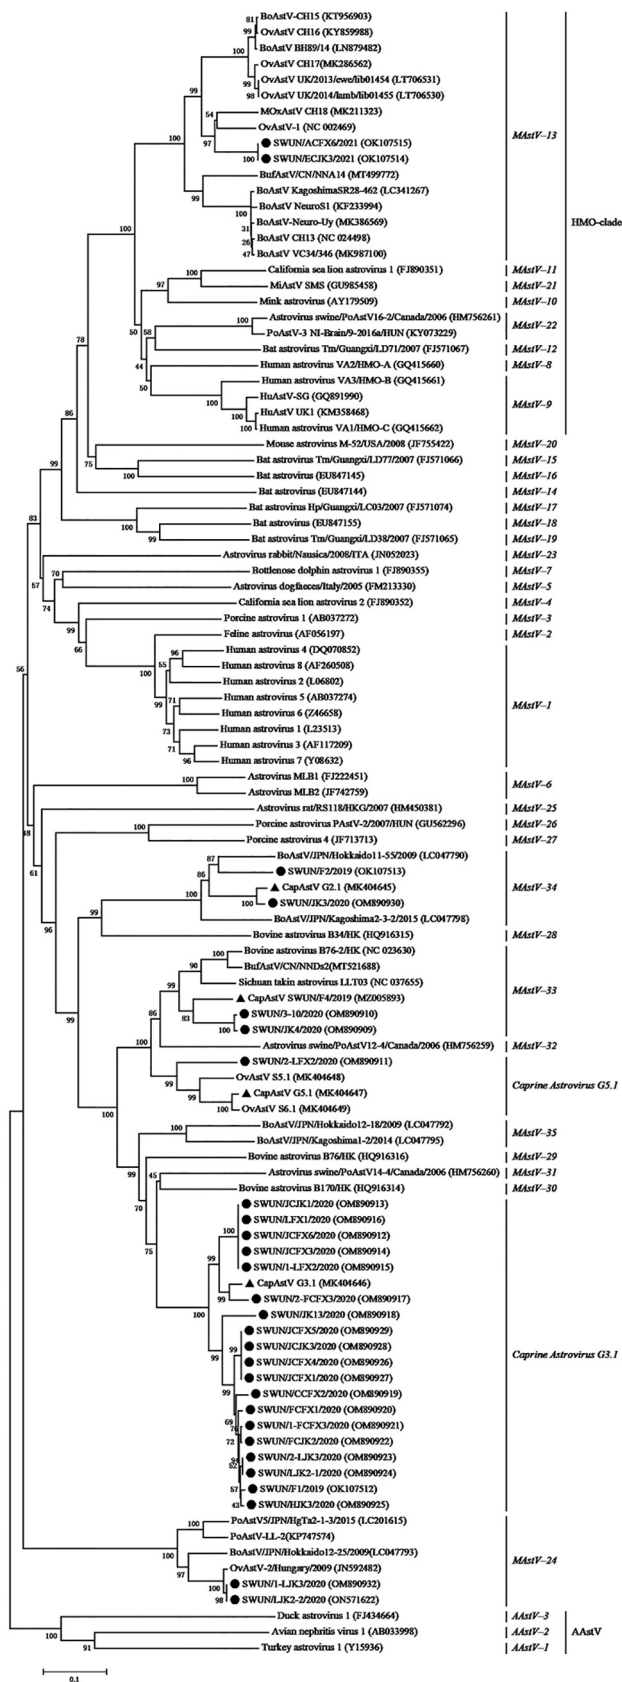 BoAstV-CH15 (KT956903)
OvAstV CH16 (KY859988)
BoAstV BH89/14 (LN879482)
OvAstV CH17(MK286562)
OvAstV UK/2013/ewe/lib01454 (LT706531)
OvAstV UK/2014/lamb/lib01455 (LT706530)
MOxAstV CH18 (MK211323)
OvAstV-1 (NC 002469)
MAstV-13
SWUN/ACFX6/2021 (OK107515)
SWUN/ECJK3/2021 (OK107514)
BufAstV/CN/NNA14 (MT499772)
BoAstV KagoshimaSR28-462 (LC341267)
BoAstV NeuroS1 (KF233994)
BoAstV-Neuro-Uy (MK386569)
HMO-clade
BoAstV CH13 (NC 024498)
BoAstV VC34/346 (MK987100)
California sea lion astrovirus 1 (FJ890351) MAstV-11
MiAstV SMS (GU985458) MAstV-21
Mink astrovirus (AY179509) MAstV-10
Astrovirus swine/PoAstV16-2/Canada/2006 (HM756261)
MAstV-22
PoAstV-3 NI-Brain/9-2016a/HUN (KY073229)
Bat astrovirus Tm/Guangxi/LD71/2007 (FJ571067) MAstV-12
Human astrovirus VA2/HMO-A (GQ415660) MAstV-8
Human astrovirus VA3/HMO-B (GQ415661)
HuAstV-SG (GQ891990)
MAstV-9
HuAstV UK1 (KM358468)
Human astrovirus VA1/HMO-C (GQ415662)
Mouse astrovirus M-52/USA/2008 (JF755422) MAstV-20
Bat astrovirus Tm/Guangxi/LD77/2007 (FJ571066) MAstV-15
Bat astrovirus (EU847145) MAstV-16
Bat astrovirus (EU847144) MAstV-14
Bat astrovirus Hp/Guangxi/LC03/2007 (FJ571074) MAstV-17
Bat astrovirus (EU847155) MAstV-18
Bat astrovirus Tm/Guangxi/LD38/2007 (FJ571065) MAstV-19
Astrovirus rabbit/Nausica/2008/ITA (JN052023) MAstV-23
Bottlenose dolphin astrovirus 1 (FJ890355) MAstV-7
Astrovirus dogfaeces/Italy/2005 (FM213330) MAstV-5
California sea lion astrovirus 2 (FJ890352) MAstV-4
Porcine astrovirus 1 (AB037272) MAstV-3
Feline astrovirus (AF056197) MAstV-2
Human astrovirus 4 (DQ070852)
Human astrovirus 8 (AF260508)
Human astrovirus 2 (L06802)
Human astrovirus 5 (AB037274)
MAstV-1
Human astrovirus 6 (Z46658)
Human astrovirus 1 (L23513)
Human astrovirus 3 (AF117209)
Human astrovirus 7 (Y08632)
Astrovirus MLB1 (FJ222451)
MAstV-6
Astrovirus MLB2 (JF742759)
Astrovirus rat/RS118/HKG/2007 (HM450381) MAstV-25
Porcine astrovirus PAstV-2/2007/HUN (GU562296) MAstV-26
Porcine astrovirus 4 (JF713713) MAstV-27
BoAstV/JPN/Hokkaido11-55/2009 (LC047790)
SWUN/F2/2019 (OK107513)
CapAstV G2.1 (MK404645)
MAstV-34
SWUN/JK3/2020 (OM890930)
BoAstV/JPN/Kagoshima2-3-2/2015 (LC047798)
Bovine astrovirus B34/HK (HQ916315) MAstV-28
Bovine astrovirus B76-2/HK (NC 023630)
BufAstV/CN/NNDs2(MT521688)
Sichuan takin astrovirus LLT03 (NC 037655)
MAstV-33
CapAstV SWUN/F4/2019 (MZ005893)
SWUN/3-10/2020 (OM890910)
SWUN/JK4/2020 (OM890909)
Astrovirus swine/PoAstV12-4/Canada/2006 (HM756259) MAstV-32
SWUN/2-LFX2/2020 (OM890911)
OvAstV S5.1 (MK404648)
Caprine Astrovirus G5.1
CapAstV G5.1 (MK404647)
OvAstV S6.1 (MK404649)
BoAstV/JPN/Hokkaido12-18/2009 (LC047792)
MAstV-35
BoAstV/JPN/Kagoshima1-2/2014 (LC047795)
Bovine astrovirus B76/HK (HQ916316) MAstV-29
Astrovirus swine/PoAstV14-4/Canada/2006 (HM756260) MAstV-31
Bovine astrovirus B170/HK (HQ916314) MAstV-30
SWUN/JCJK1/2020 (OM890913)
SWUN/LFX1/2020 (OM890916)
SWUN/JCFX6/2020 (OM890912)
SWUN/JCFX3/2020 (OM890914)
SWUN/1-LFX2/2020 (OM890915)
CapAstV G3.1 (MK404646)
SWUN/2-FCFX3/2020 (OM890917)
SWUN/JK13/2020 (OM890918)
SWUN/JCFX5/2020 (OM890929)
SWUN/JCJK3/2020 (OM890928)
Caprine Astrovirus G3.1
SWUN/JCFX4/2020 (OM890926)
SWUN/JCFX1/2020 (OM890927)
SWUN/CCFX2/2020 (OM890919)
SWUN/FCFX1/2020 (OM890920)
SWUN/1-FCFX3/2020 (OM890921)
SWUN/FCJK2/2020 (OM890922)
SWUN/2-LJK3/2020 (OM890923)
SWUN/LJK2-1/2020 (OM890924)
SWUN/F1/2019 (OK107512)
SWUN/HJK3/2020 (OM890925)
PoAstV5/JPN/HgTa2-1-3/2015 (LC201615)
PoAstV-LL-2(KP747574)
BoAstV/JPN/Hokkaido12-25/2009(LC047793)
MAstV-24
OvAstV-2/Hungary/2009 (JN592482)
SWUN/1-LJK3/2020 (OM890932)
SWUN/LJK2-2/2020 (ON571622)
Duck astrovirus 1 (FJ434664) AAstV-3
Avian nephritis virus 1 (AB033998) AAstV-2 AAstV
Turkey astrovirus 1 (Y15936) AAstV-1
0.1